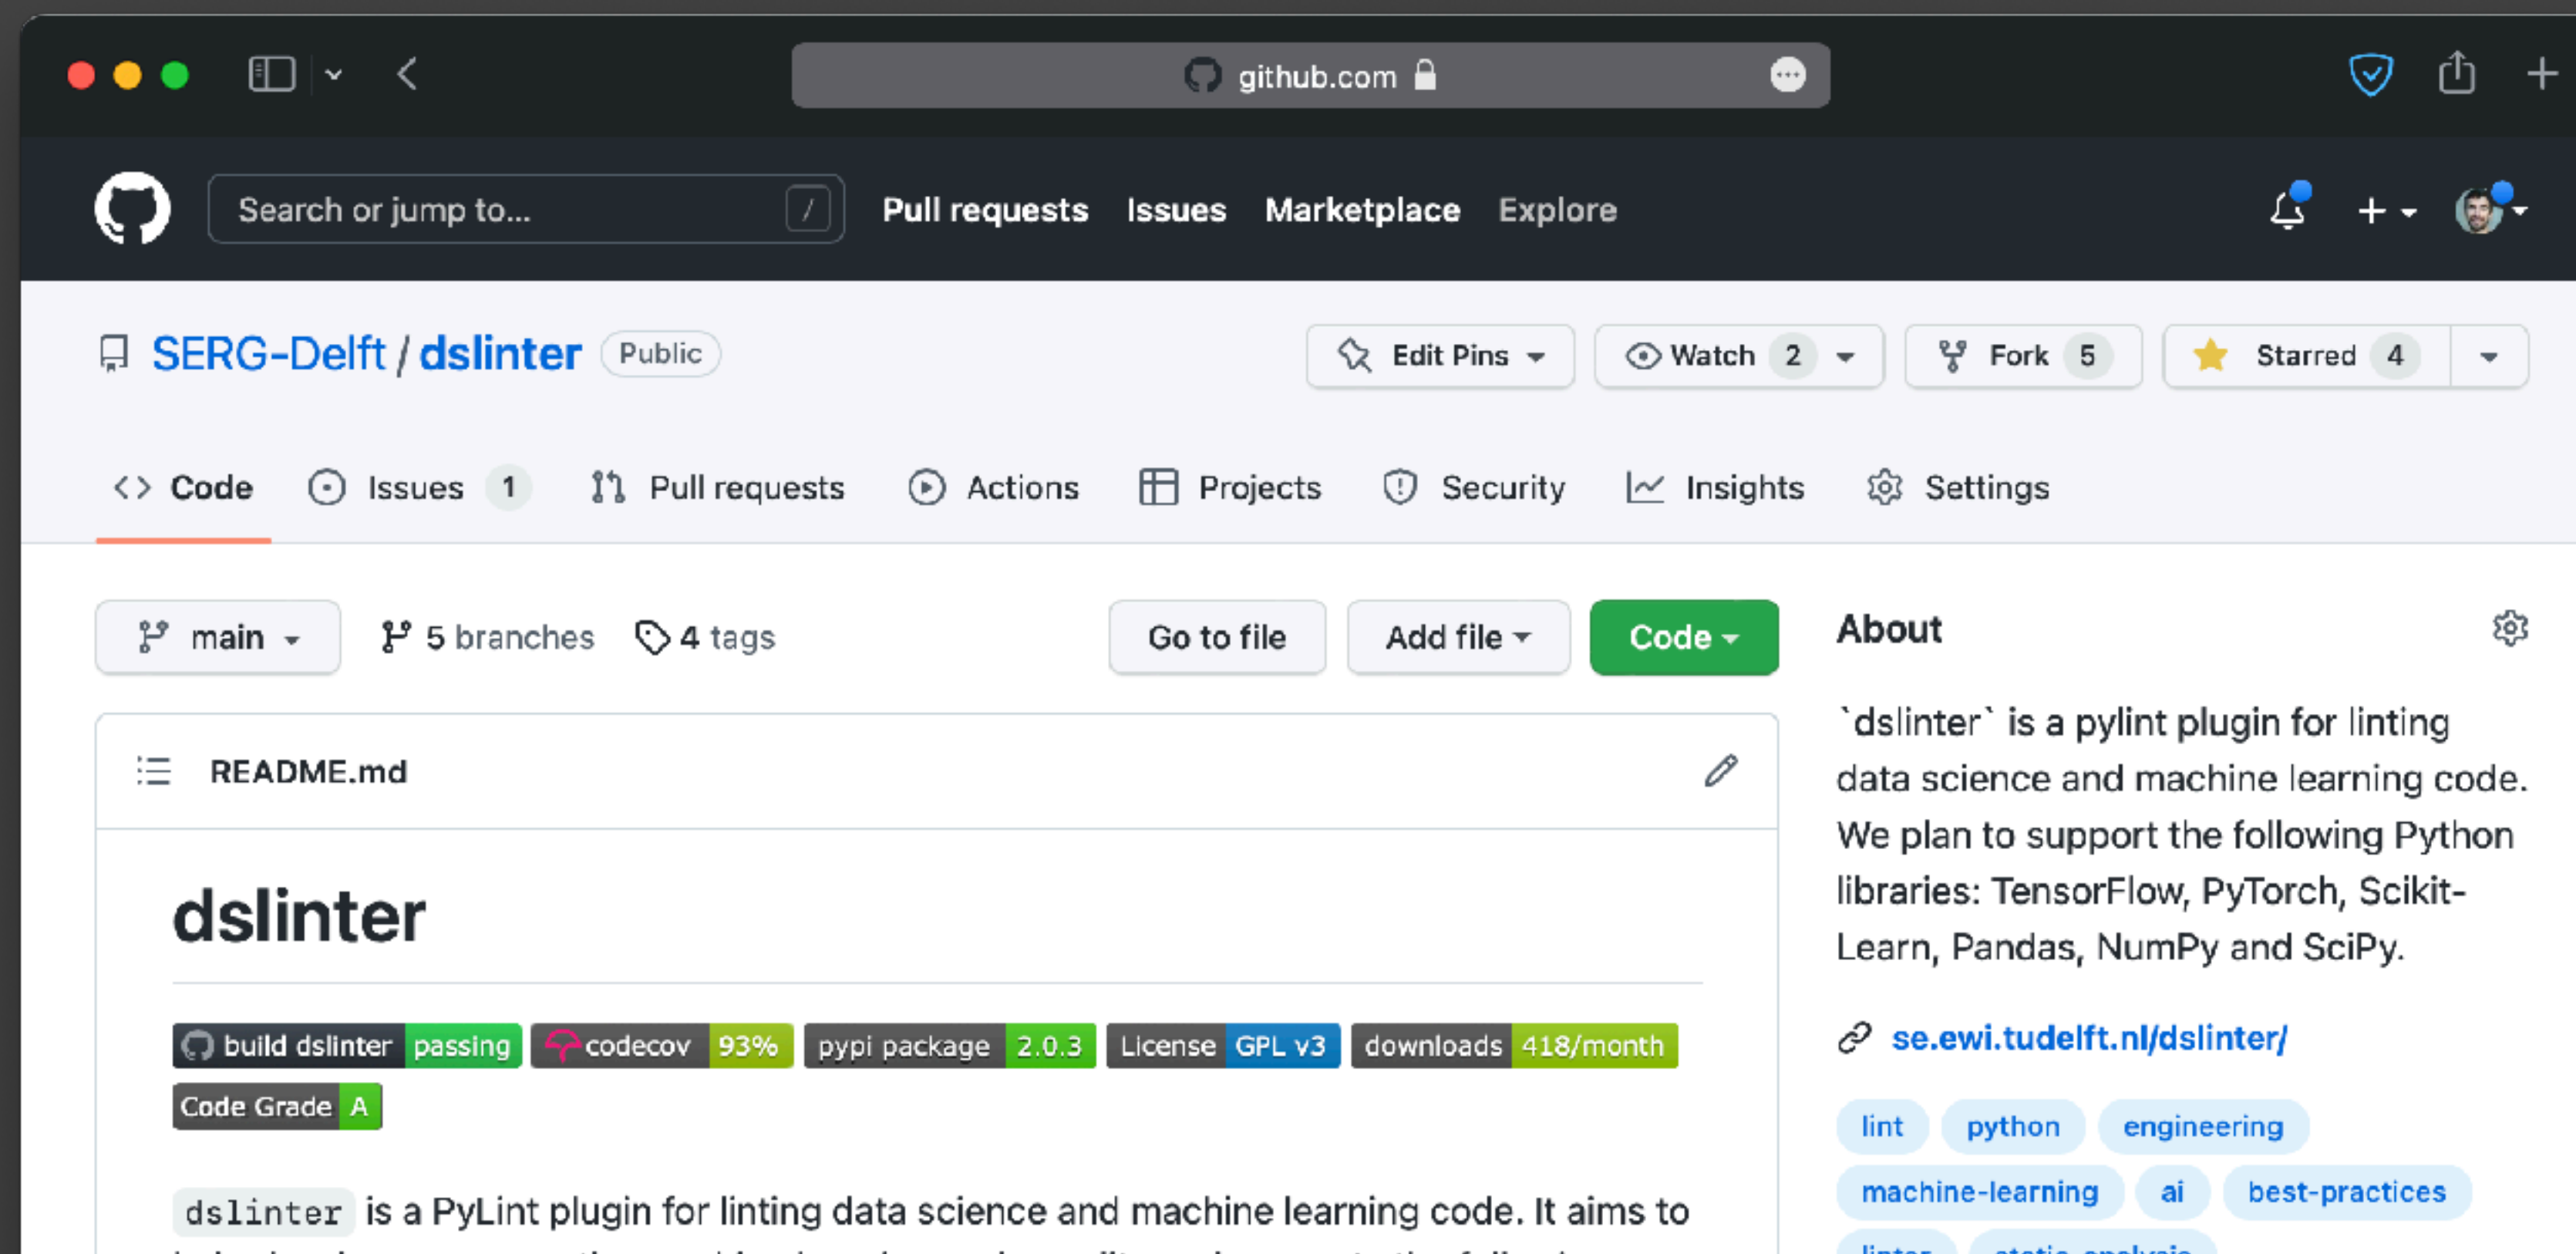 github.com
Search or jump to... /
Pull requests Issues Marketplace Explore
SERG-Delft / dslinter Public
Edit Pins Watch 2 Fork 5 Starred 4
Code Issues 1 Pull requests Actions Projects Security Insights Settings
main 5 branches 4 tags Go to file Add file Code
README.md
dslinter
build dslinter passing codecov 93% pypi package 2.0.3 License GPL v3 downloads 418/month
Code Grade A
dslinter is a PyLint plugin for linting data science and machine learning code. It aims to
About
`dslinter` is a pylint plugin for linting
data science and machine learning code.
We plan to support the following Python
libraries: TensorFlow, PyTorch, Scikit-
Learn, Pandas, NumPy and SciPy.
se.ewi.tudelft.nl/dslinter/
lint python engineering
machine-learning ai best-practices
linter static-analysis